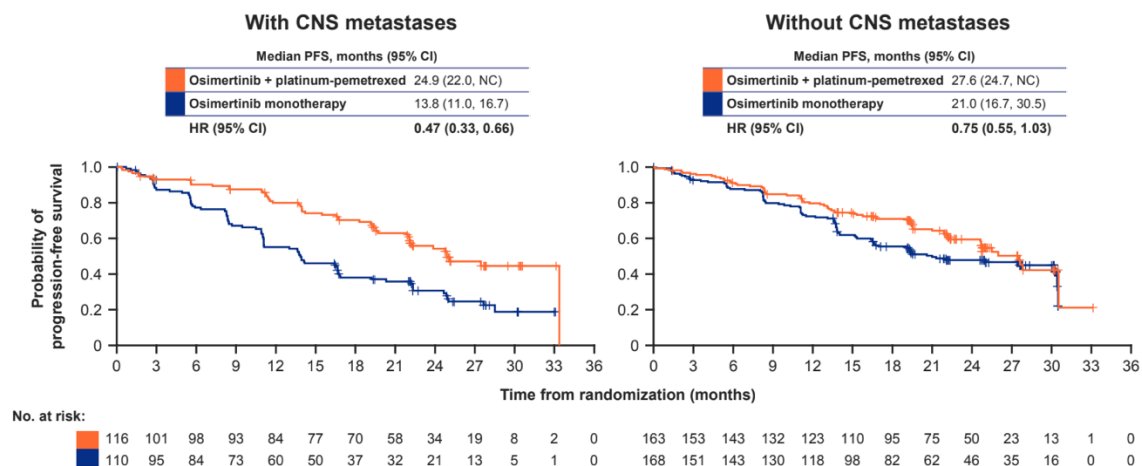 With CNS metastases
Median PFS, months (95% CI)
Osimertinib + platinum-pemetrexed 24.9 (22.0, NC)
Osimertinib monotherapy 13.8 (11.0, 16.7)
HR (95% CI) 0.47 (0.33, 0.66)
Without CNS metastases
Median PFS, months (95% CI)
Osimertinib + platinum-pemetrexed 27.6 (24.7, NC)
Osimertinib monotherapy 21.0 (16.7, 30.5)
HR (95% CI) 0.75 (0.55, 1.03)
Probability of
progression-free survival
1.0
0.8
0.6
0.4
0.2
0
0 3 6 9 12 15 18 21 24 27 30 33 36
1.0
0.8
0.6
0.4
0.2
0
0 3 6 9 12 15 18 21 24 27 30 33 36
Time from randomization (months)
No. at risk:
116 101 98 93 84 77 70 58 34 19 8 2 0
110 95 84 73 60 50 37 32 21 13 5 1 0
163 153 143 132 123 110 95 75 50 23 13 1 0
168 151 143 130 118 98 82 62 46 35 16 0 0